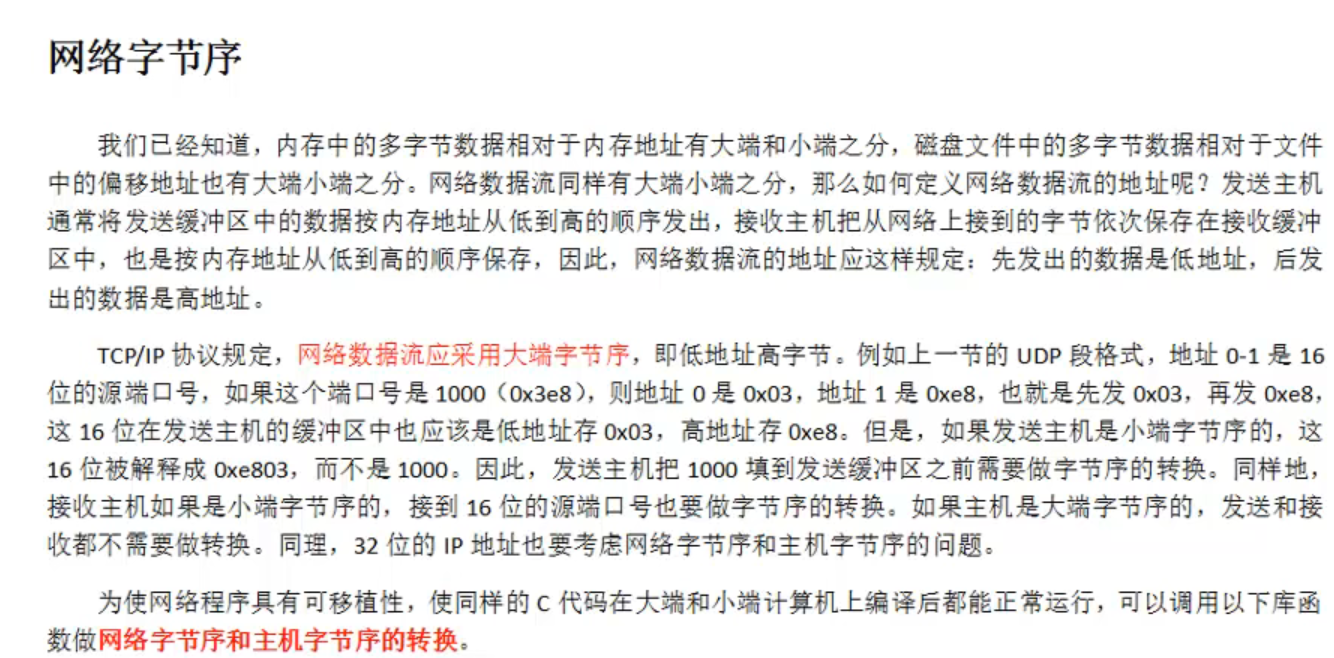 网络字节序
我们已经知道，内存中的多字节数据相对于内存地址有大端和小端之分，磁盘文件中的多字节数据相对于文件
中的偏移地址也有大端小端之分。网络数据流同样有大端小端之分，那么如何定义网络数据流的地址呢？发送主机
通常将发送缓冲区中的数据按内存地址从低到高的顺序发出，接收主机把从网络上接到的字节依次保存在接收缓冲
区中，也是按内存地址从低到高的顺序保存，因此，网络数据流的地址应这样规定：先发出的数据是低地址，后发
出的数据是高地址。
TCP/IP 协议规定，网络数据流应采用大端字节序，即低地址高字节。例如上一节的 UDP 段格式，地址 0-1 是 16
位的源端口号，如果这个端口号是 1000（0x3e8），则地址 0 是 0x03，地址 1 是 0xe8，也就是先发 0x03，再发 0xe8，
这 16 位在发送主机的缓冲区中也应该是低地址存 0x03，高地址存 0xe8。但是，如果发送主机是小端字节序的，这
16 位被解释成 0xe803，而不是 1000。因此，发送主机把 1000 填到发送缓冲区之前需要做字节序的转换。同样地，
接收主机如果是小端字节序的，接到 16 位的源端口号也要做字节序的转换。如果主机是大端字节序的，发送和接
收都不需要做转换。同理，32 位的 IP 地址也要考虑网络字节序和主机字节序的问题。
为使网络程序具有可移植性，使同样的 C 代码在大端和小端计算机上编译后都能正常运行，可以调用以下库函
数做网络字节序和主机字节序的转换。